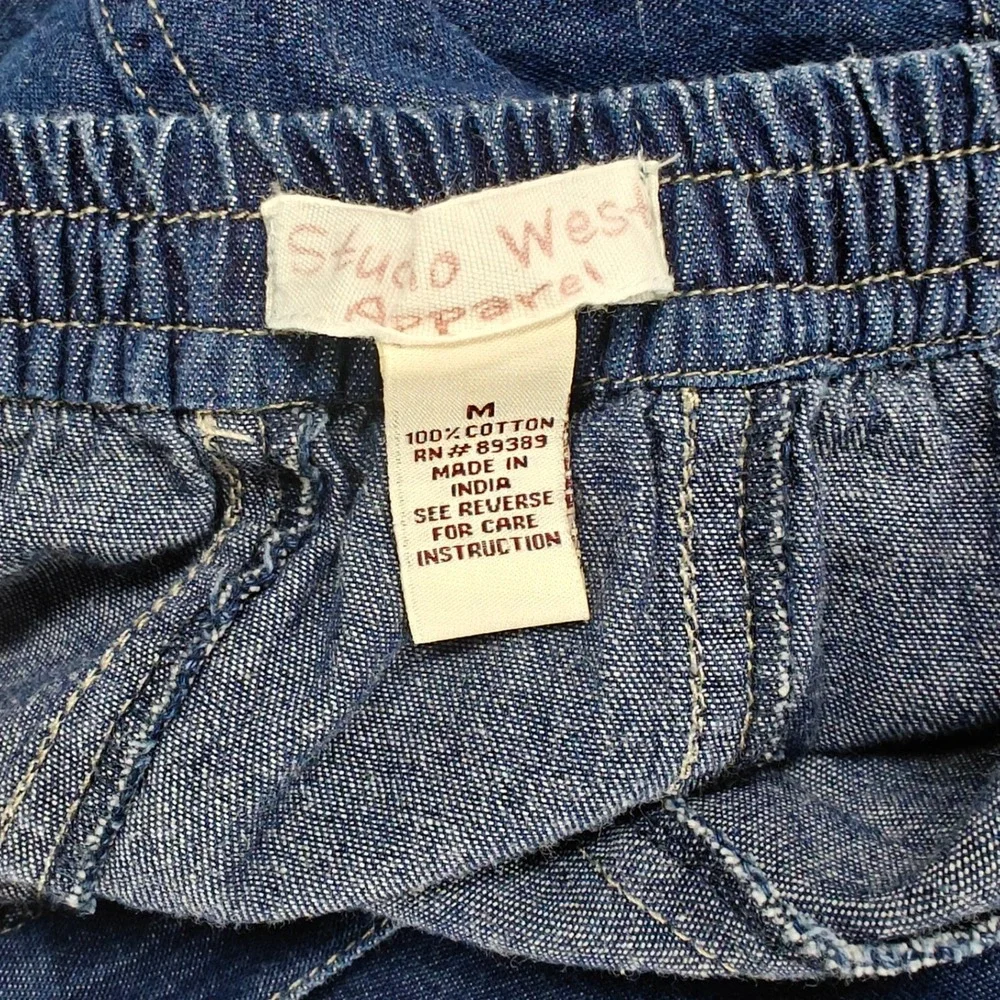 Studio West
Apparel
M
100% COTTON
RN# 89389
MADE IN
INDIA
SEE REVERSE
FOR CARE
INSTRUCTION